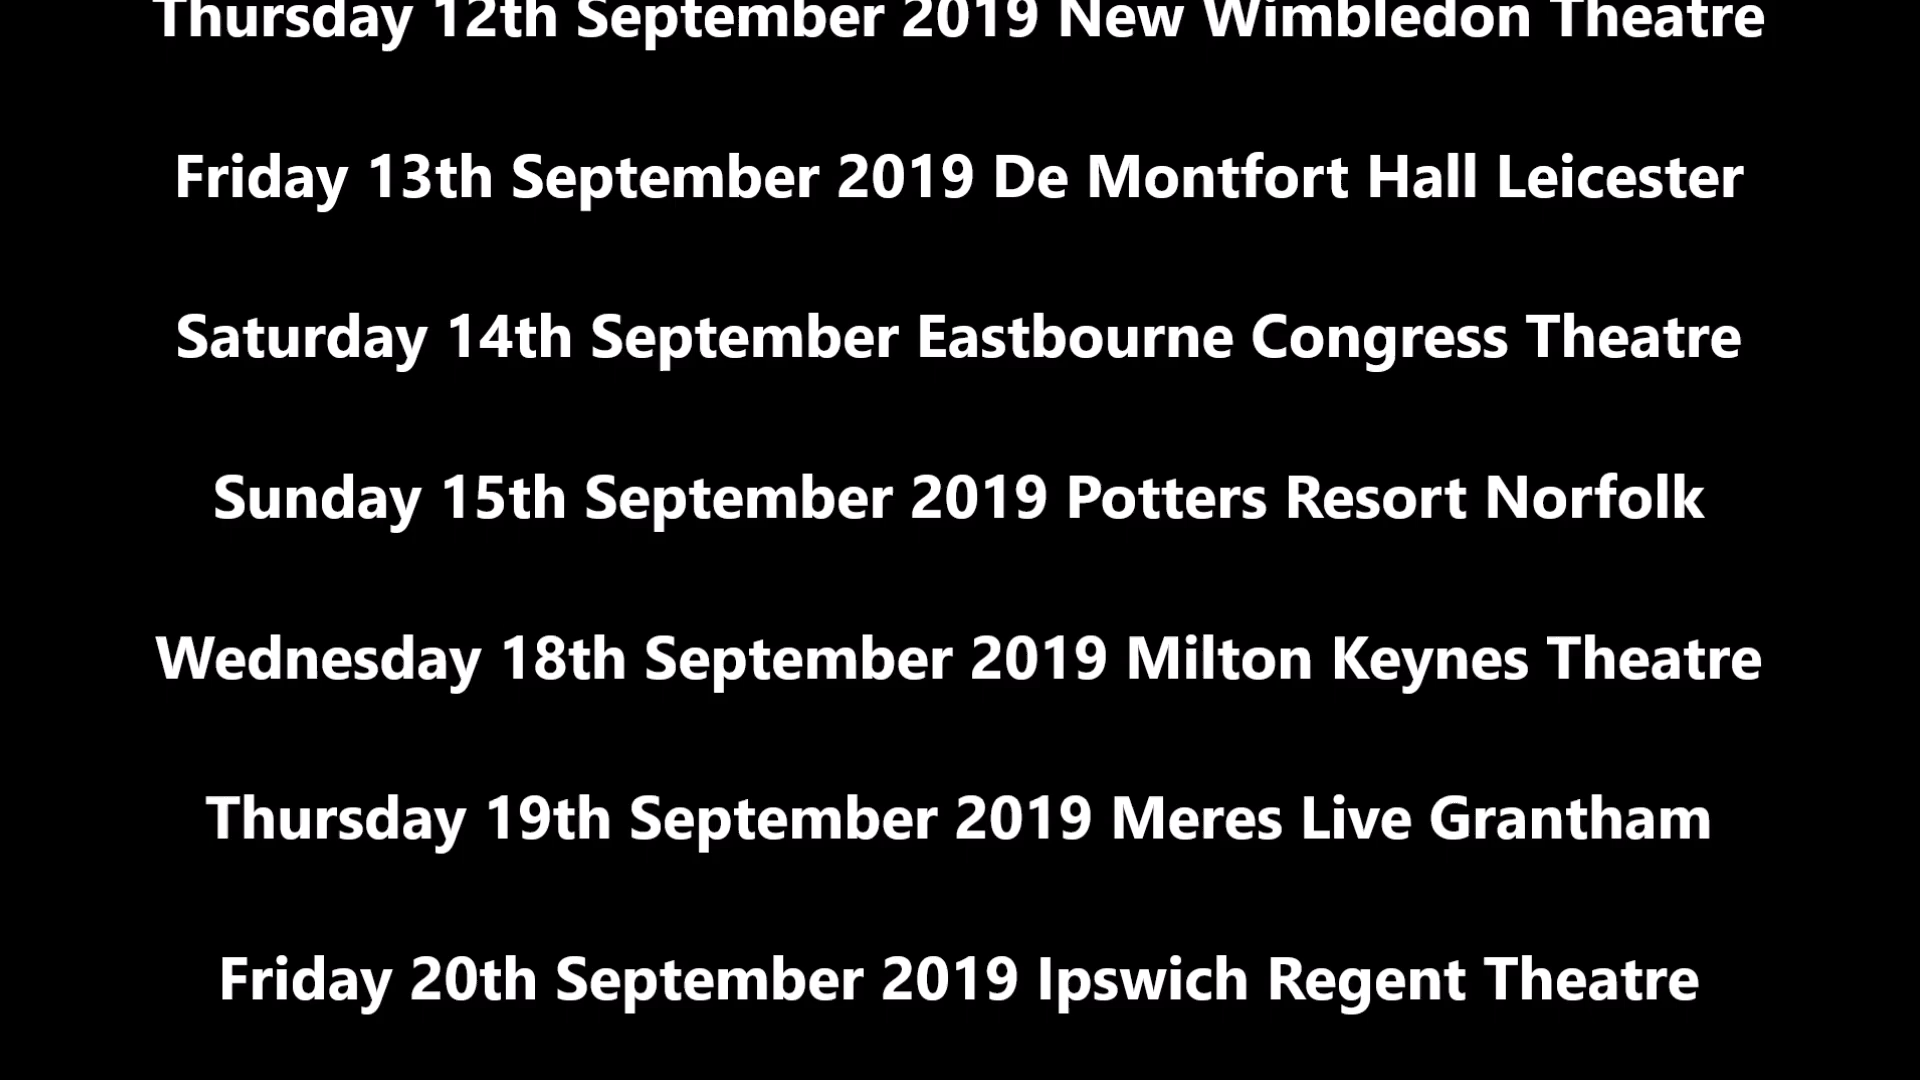 Thursday 12th September 2019 New Wimbledon Theatre
Friday 13th September 2019 De Montfort Hall Leicester
Saturday 14th September Eastbourne Congress Theatre
Sunday 15th September 2019 Potters Resort Norfolk
Wednesday 18th September 2019 Milton Keynes Theatre
Thursday 19th September 2019 Meres Live Grantham
Friday 20th September 2019 Ipswich Regent Theatre